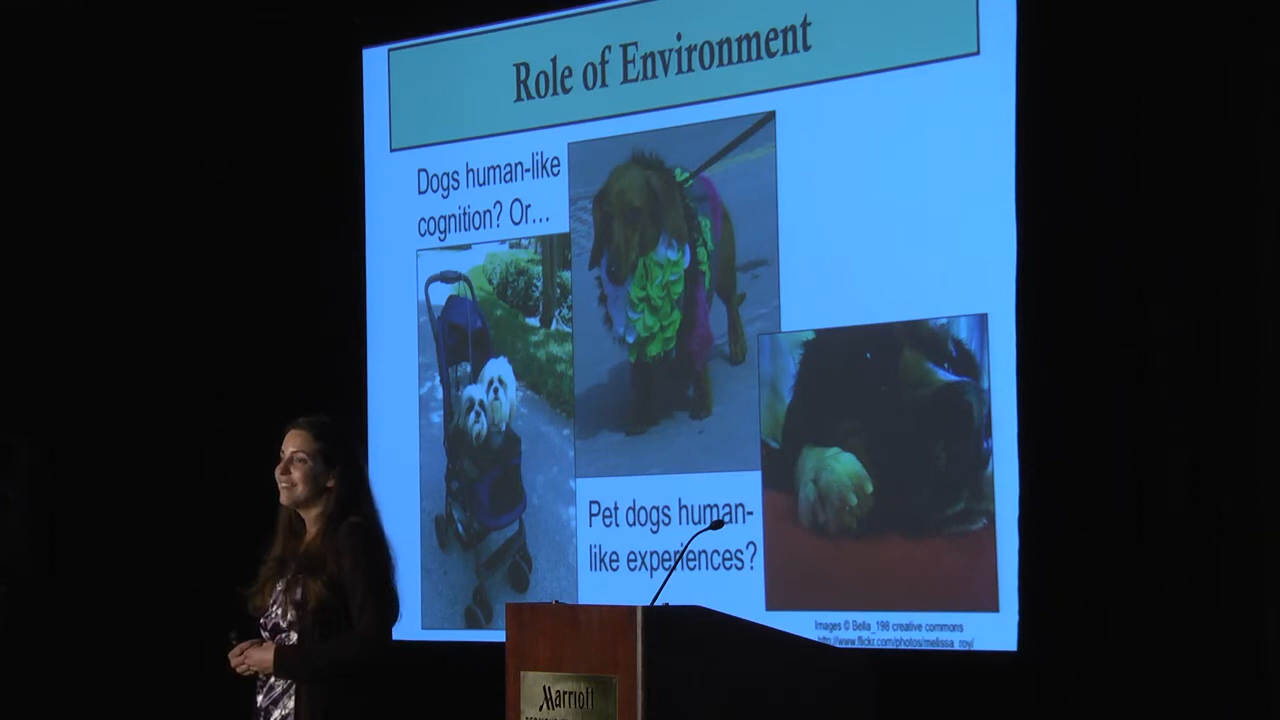 Role of Environment
Dogs human-like
cognition? Or...
Pet dogs human-
like experiences?
Images © Bella_198 creative commons
http://www.flickr.com/photos/melissa_roy/
Marriott